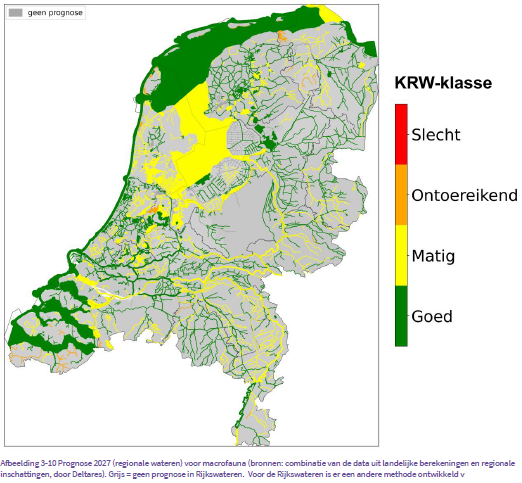 geen prognose
KRW-klasse
Slecht
Ontoereikend
Matig
Goed
Afbeelding 3-10 Prognose 2027 (regionale wateren) voor macrofauna (bronnen: combinatie van de data uit landelijke berekeningen en regionale
inschattingen, door Deltares). Grijs = geen prognose in Rijkswateren. Voor de Rijkswateren is er een andere methode ontwikkeld v